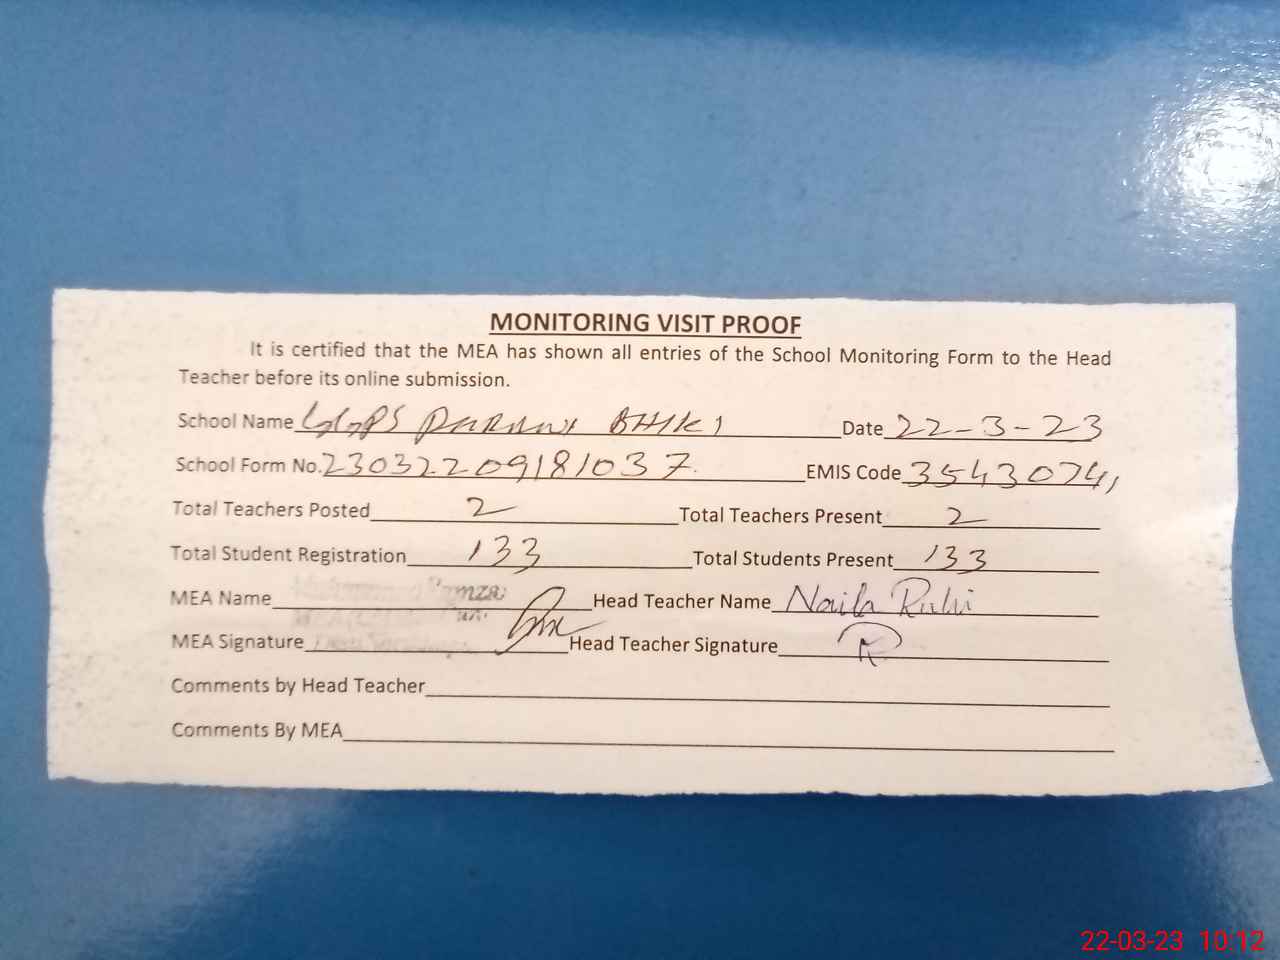 MONITORING VISIT PROOF
It is certified that the MEA has shown all entries of the School Monitoring Form to the Head
Teacher before its online submission.
School Name GGPS BHIKI Date 22-3-23
School Form No. 23032209181037 EMIS Code 35430741
Total Teachers Posted 2 Total Teachers Present 2
Total Student Registration 133 Total Students Present 133
MEA Name Head Teacher Name Naila Rubi
MEA Signature Head Teacher Signature
Comments by Head Teacher
Comments By MEA
22-03-23 10:12